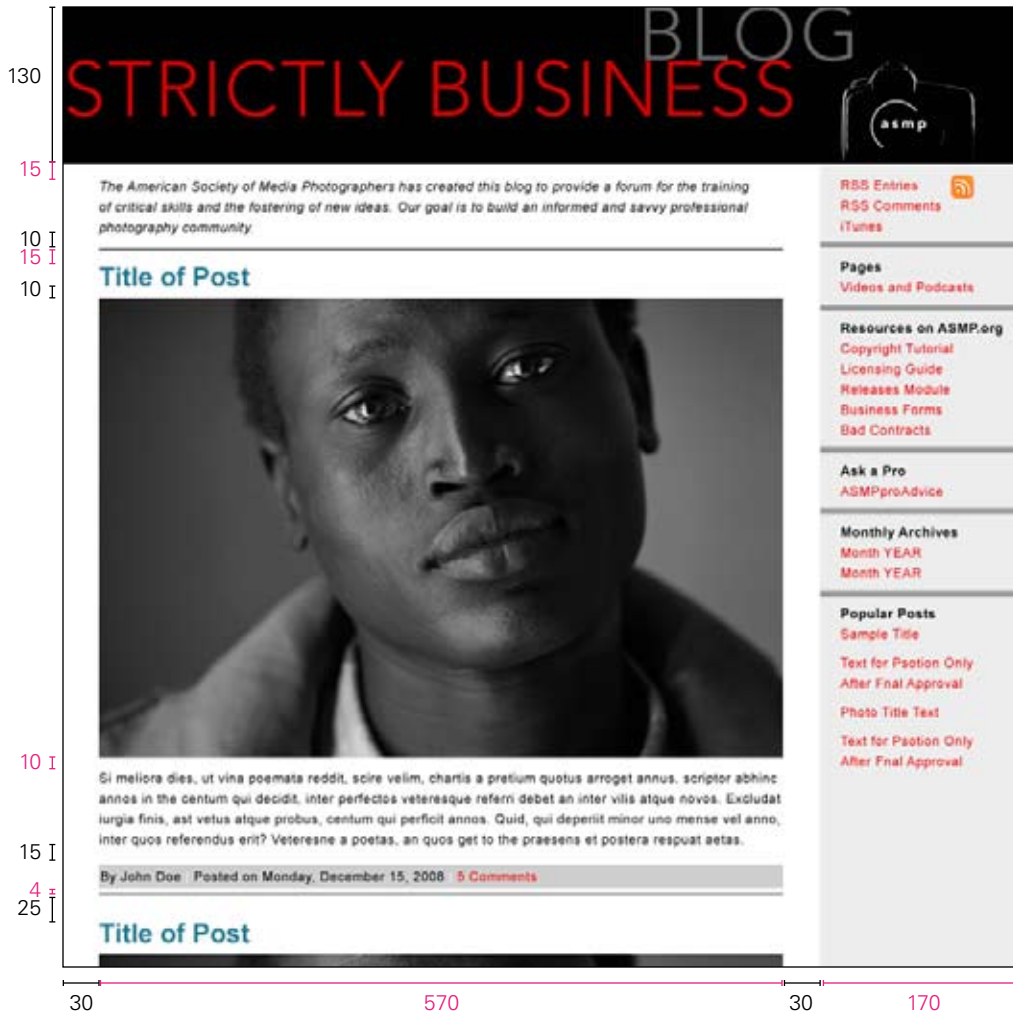 BLOG
STRICTLY BUSINESS
asmp
130
15
10
15
10
10
15
4
25
The American Society of Media Photographers has created this blog to provide a forum for the training
of critical skills and the fostering of new ideas. Our goal is to build an informed and savvy professional
photography community.
Title of Post
Si meliora dies, ut vina poemata reddit, scire velim, chartis a pretium quotus arroget annus. scriptor abhinc
annos in the centum qui decidit, inter perfectos veteresque referri debet an inter vilis atque novos. Excludat
iurgia finis, ast vetus atque probus, centum qui perficit annos. Quid, qui deperiit minor uno mense vel anno,
inter quos referendus erit? Veteresne a poetas, an quos get to the praesens et postera respuat aetas.
By John Doe Posted on Monday, December 15, 2008 5 Comments
Title of Post
RSS Entries
RSS Comments
iTunes
Pages
Videos and Podcasts
Resources on ASMP.org
Copyright Tutorial
Licensing Guide
Releases Module
Business Forms
Bad Contracts
Ask a Pro
ASMPproAdvice
Monthly Archives
Month YEAR
Month YEAR
Popular Posts
Sample Title
Text for Psotion Only
After Fnal Approval
Photo Title Text
Text for Psotion Only
After Fnal Approval
30
570
30
170